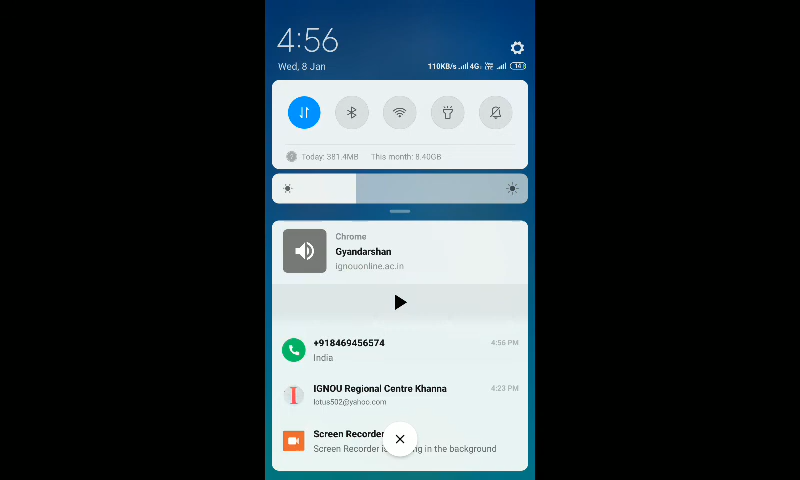 4:56
Wed, 8 Jan
110KB/s 4G 14
Today: 381.4MB This month: 8.40GB
Chrome
Gyandarshan
ignouonline.ac.in
+918469456574 4:56 PM
India
IGNOU Regional Centre Khanna 4:23 PM
lotus502@yahoo.com
Screen Recorder
Screen Recorder is ng in the background